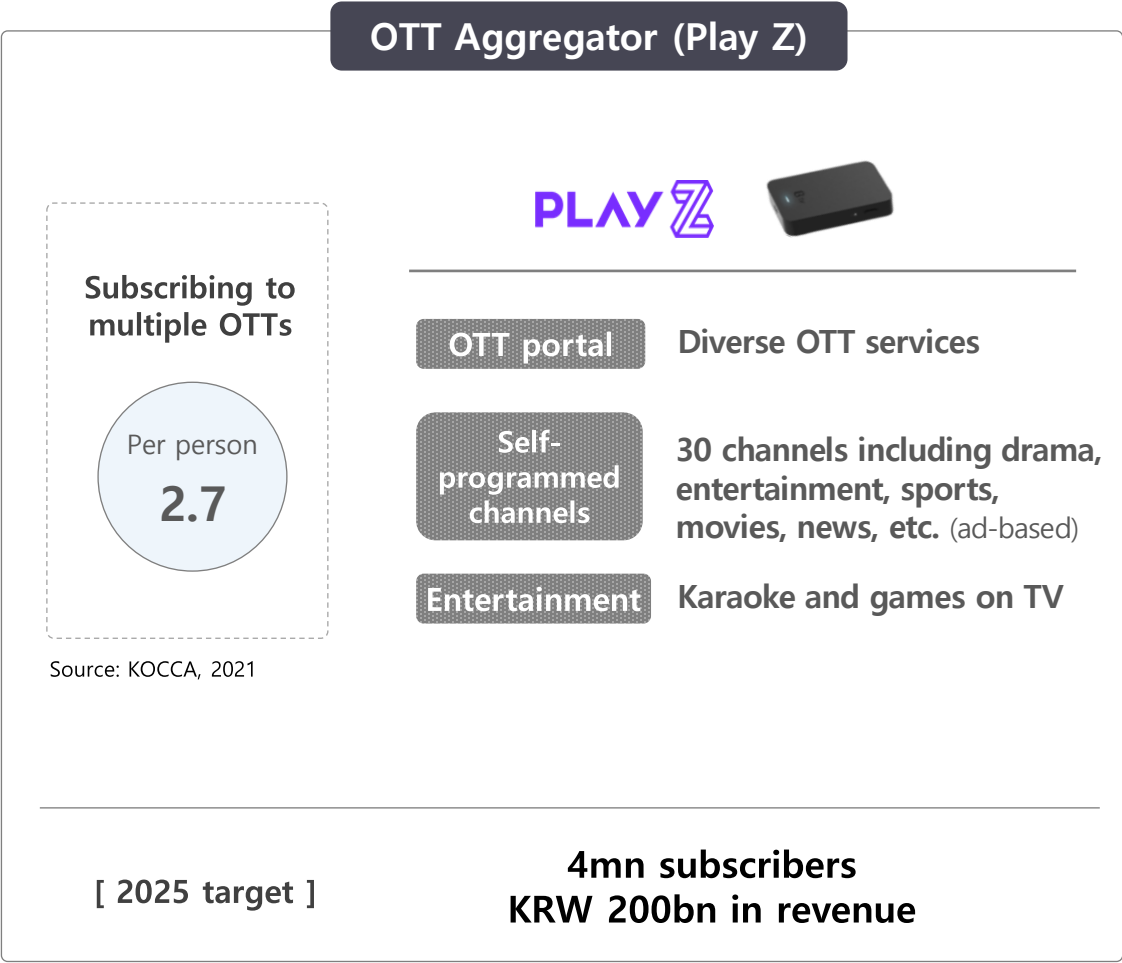 OTT Aggregator (Play Z)
PLAY Z
Subscribing to
multiple OTTs
Per person
2.7
Source: KOCCA, 2021
OTT portal
Diverse OTT services
Self-
programmed
channels
30 channels including drama,
entertainment, sports,
movies, news, etc. (ad-based)
Entertainment
Karaoke and games on TV
[ 2025 target ]
4mn subscribers
KRW 200bn in revenue